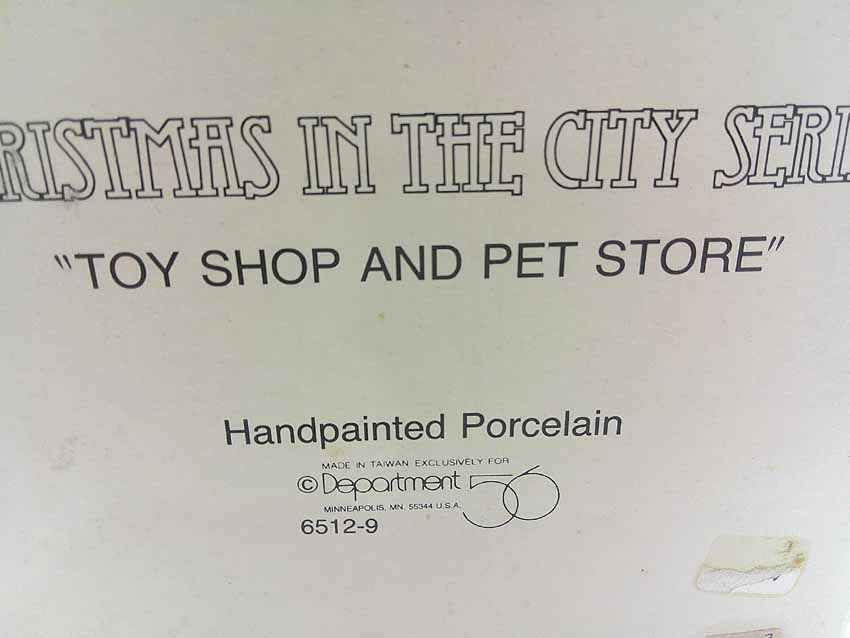 RISTMAS IN THE CITY SERI
"TOY SHOP AND PET STORE"
Handpainted Porcelain
MADE IN TAIWAN EXCLUSIVELY FOR
© Department 56
MINNEAPOLIS, MN. 55344 U.S.A.
6512-9